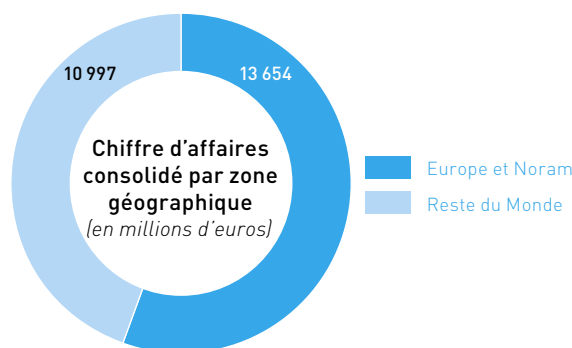 10 997
13 654
Chiffre d’affaires
consolidé par zone
géographique
(en millions d’euros)
Europe et Noram
Reste du Monde